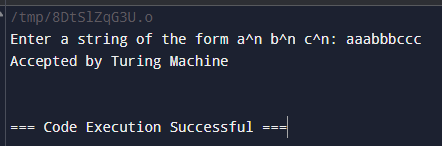 /tmp/8DtSlZqG3U.o
Enter a string of the form a^n b^n c^n: aaabbbccc
Accepted by Turing Machine
=== Code Execution Successful ===